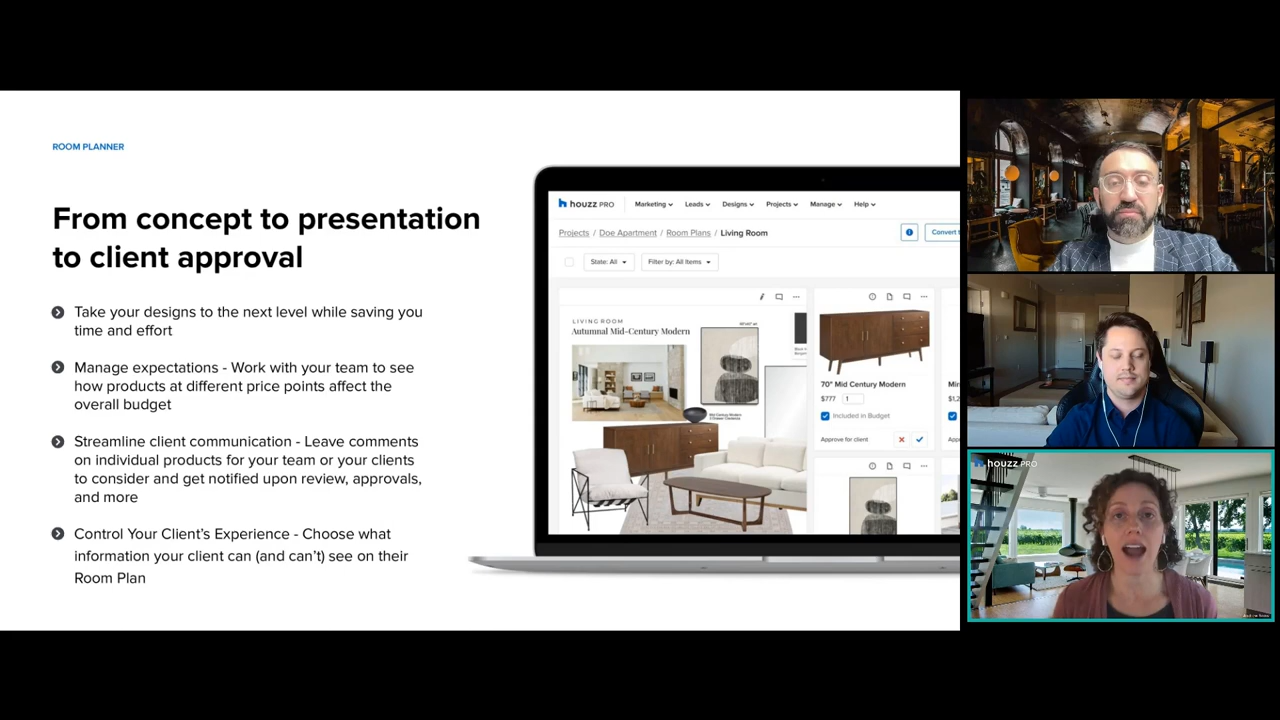 ROOM PLANNER
From concept to presentation
to client approval
Take your designs to the next level while saving you
time and effort
Manage expectations - Work with your team to see
how products at different price points affect the
overall budget
Streamline client communication - Leave comments
on individual products for your team or your clients
to consider and get notified upon review, approvals,
and more
Control Your Client’s Experience - Choose what
information your client can (and can’t) see on their
Room Plan
houzz PRO
Marketing Leads Designs Projects Manage Help
Projects / Doe Apartment / Room Plans / Living Room
Convert t
State: All
Filter by: All Items
LIVING ROOM
Autumnal Mid-Century Modern
70" Mid Century Modern
$777 1
Included in Budget
Approve for client
Min
$1,2
App
houzz PRO